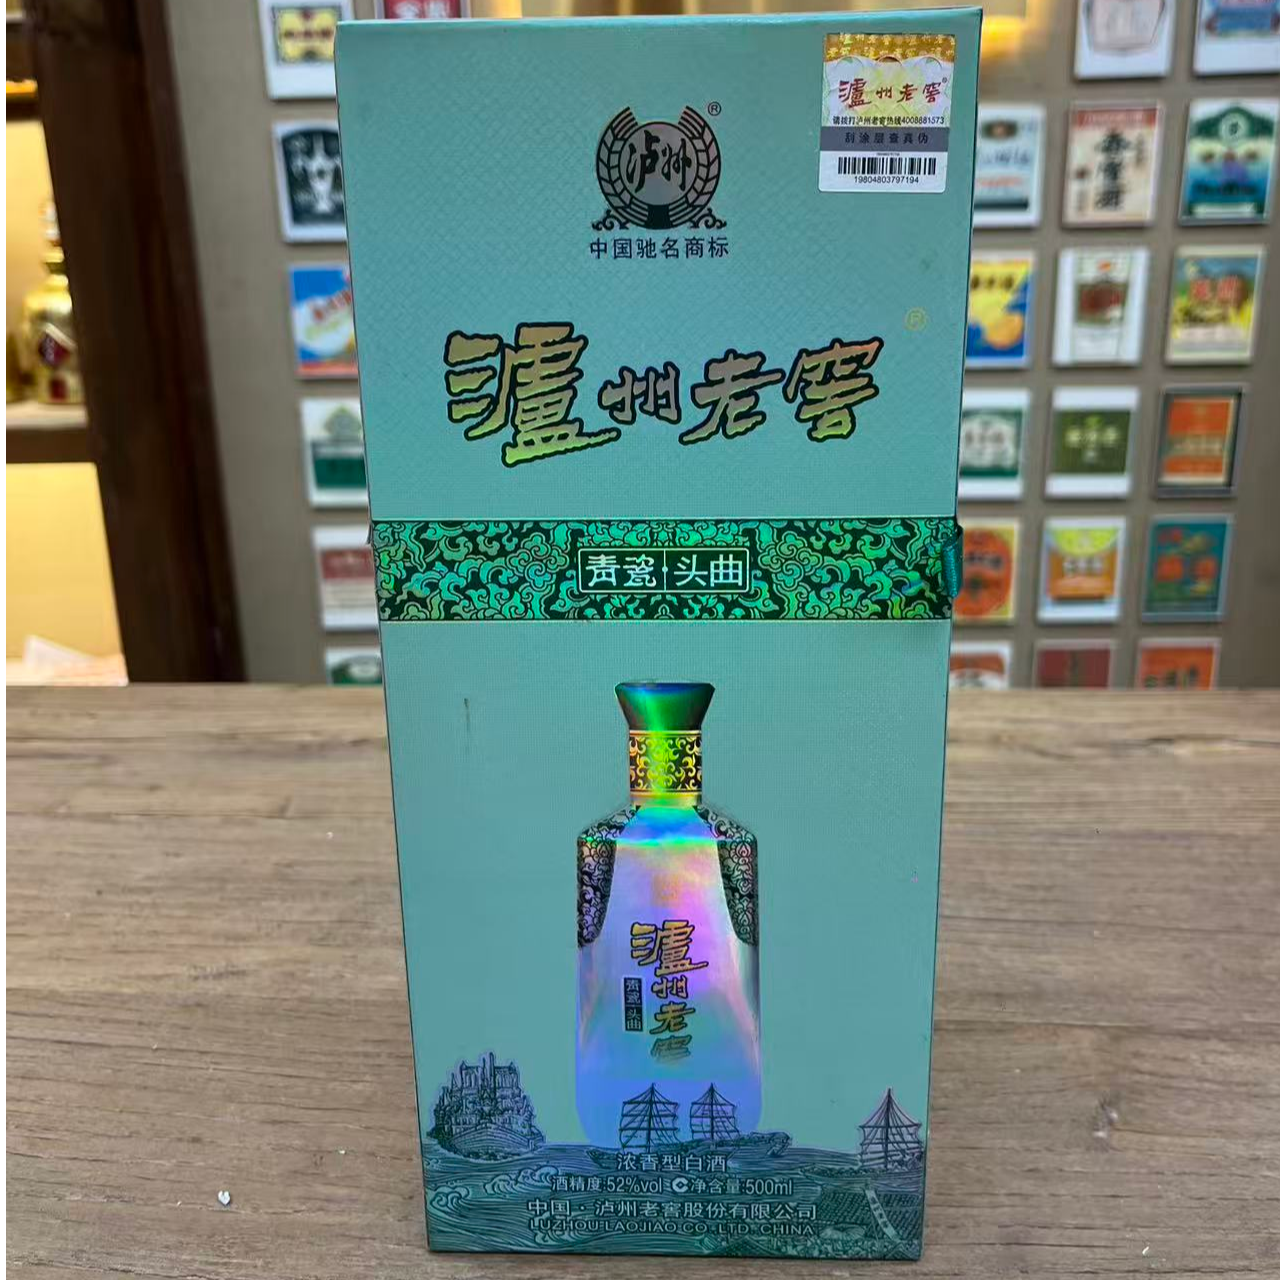 泸州老窖®
请拨打泸州老窖热线4008881573
刮涂层查真伪
19804803797194
泸州
®
中国驰名商标
泸州老窖
®
青瓷·头曲
泸州老窖
青瓷 头曲
浓香型白酒
酒精度:52%vol C净含量:500ml
中国·泸州老窖股份有限公司
LUZHOU LAOJIAO CO.,LTD. CHINA